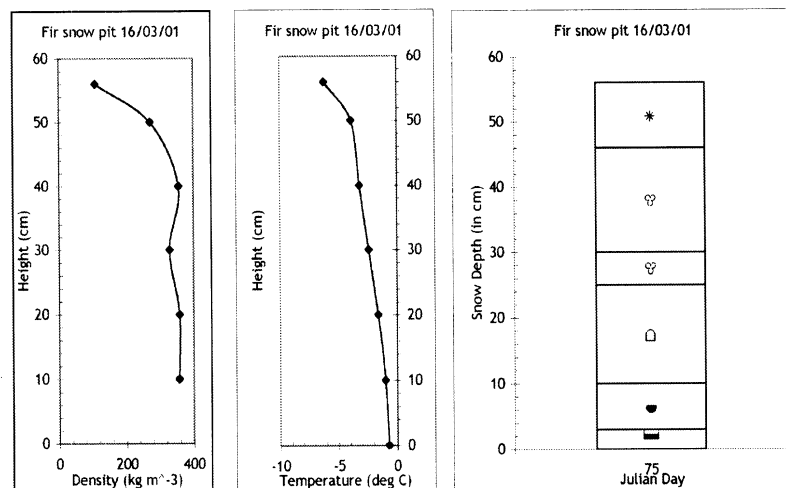 Fir snow pit 16/03/01
60
50
40
30
20
10
0
Height (cm)
0 200 400
Density (kg m^-3)
Fir snow pit 16/03/01
60
50
40
30
20
10
0
Height (cm)
-10 -5 0
Temperature (deg C)
Fir snow pit 16/03/01
60
50
40
30
20
10
0
Snow Depth (in cm)
75
Julian Day